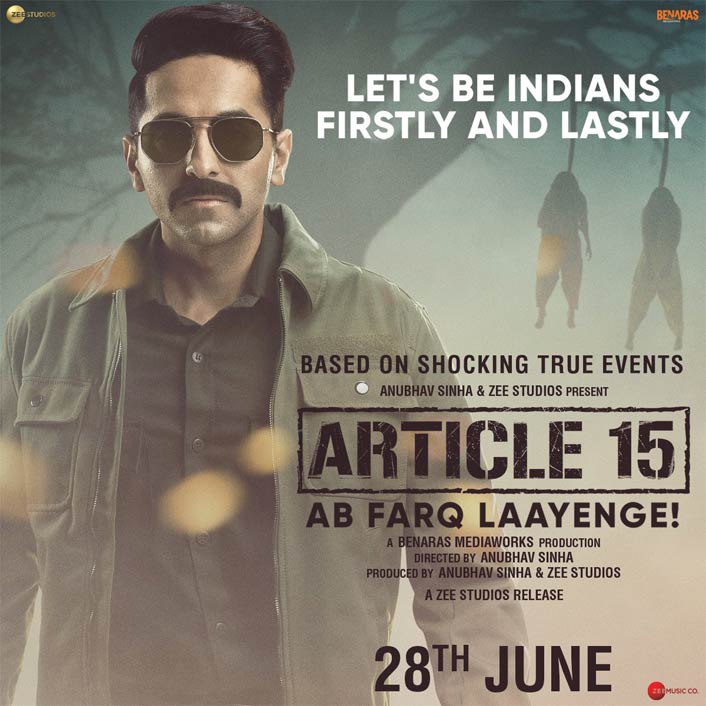 ZEE STUDIOS
BENARAS
LET'S BE INDIANS
FIRSTLY AND LASTLY
BASED ON SHOCKING TRUE EVENTS
ANUBHAV SINHA & ZEE STUDIOS PRESENT
ARTICLE 15
AB FARQ LAAYENGE!
A BENARAS MEDIAWORKS PRODUCTION
DIRECTED BY ANUBHAV SINHA
PRODUCED BY ANUBHAV SINHA & ZEE STUDIOS
A ZEE STUDIOS RELEASE
28TH JUNE
ZEE MUSIC CO.